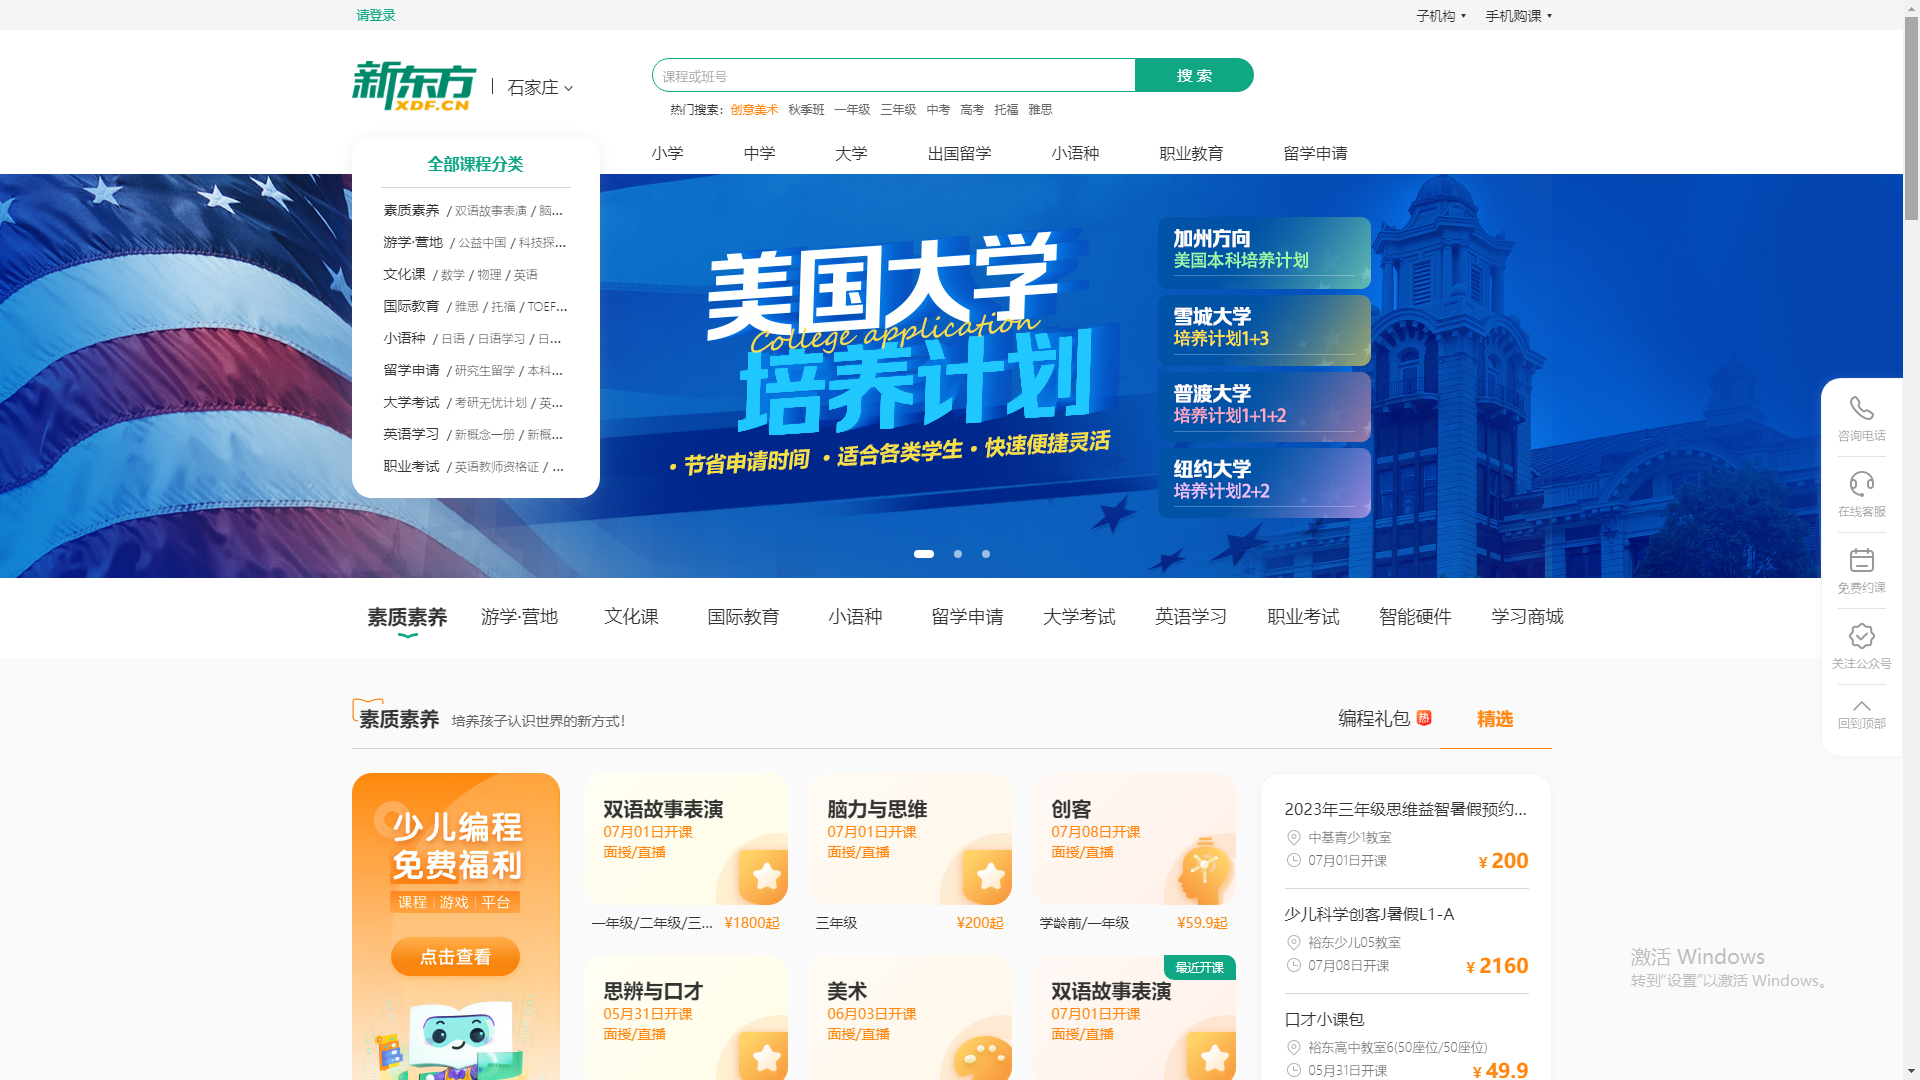 请登录
子机构
手机购课
新东方
XDF.CN
石家庄
课程或班号
搜 索
热门搜索：
创意美术 秋季班 一年级 三年级 中考 高考 托福 雅思
全部课程分类
小学 中学 大学 出国留学 小语种 职业教育 留学申请
素质素养 / 双语故事表演 / 脑...
游学·营地 / 公益中国 / 科技探...
文化课 / 数学 / 物理 / 英语
国际教育 / 雅思 / 托福 / TOEF...
小语种 / 日语 / 日语学习 / 日...
留学申请 / 研究生留学 / 本科...
大学考试 / 考研无忧计划 / 英...
英语学习 / 新概念一册 / 新概...
职业考试 / 英语教师资格证 / ...
美国大学
College application
培养计划
·节省申请时间 ·适合各类学生·快速便捷灵活
加州方向
美国本科培养计划
雪城大学
培养计划1+3
普渡大学
培养计划1+1+2
纽约大学
培养计划2+2
咨询电话
在线客服
免费约课
关注公众号
回到顶部
素质素养 游学·营地 文化课 国际教育 小语种 留学申请 大学考试 英语学习 职业考试 智能硬件 学习商城
素质素养 培养孩子认识世界的新方式!
编程礼包 热
精选
少儿编程
免费福利
课程 | 游戏 | 平台
点击查看
双语故事表演
07月01日开课
面授/直播
一年级/二年级/三... ¥1800起
脑力与思维
07月01日开课
面授/直播
三年级 ¥200起
创客
07月08日开课
面授/直播
学龄前/一年级 ¥59.9起
思辨与口才
05月31日开课
面授/直播
美术
06月03日开课
面授/直播
最近开课
双语故事表演
07月01日开课
面授/直播
2023年三年级思维益智暑假预约...
中基青少1教室
07月01日开课
¥ 200
少儿科学创客J暑假L1-A
裕东少儿05教室
07月08日开课
¥ 2160
口才小课包
裕东高中教室6(50座位/50座位)
05月31日开课
¥ 49.9
激活 Windows
转到“设置”以激活 Windows。